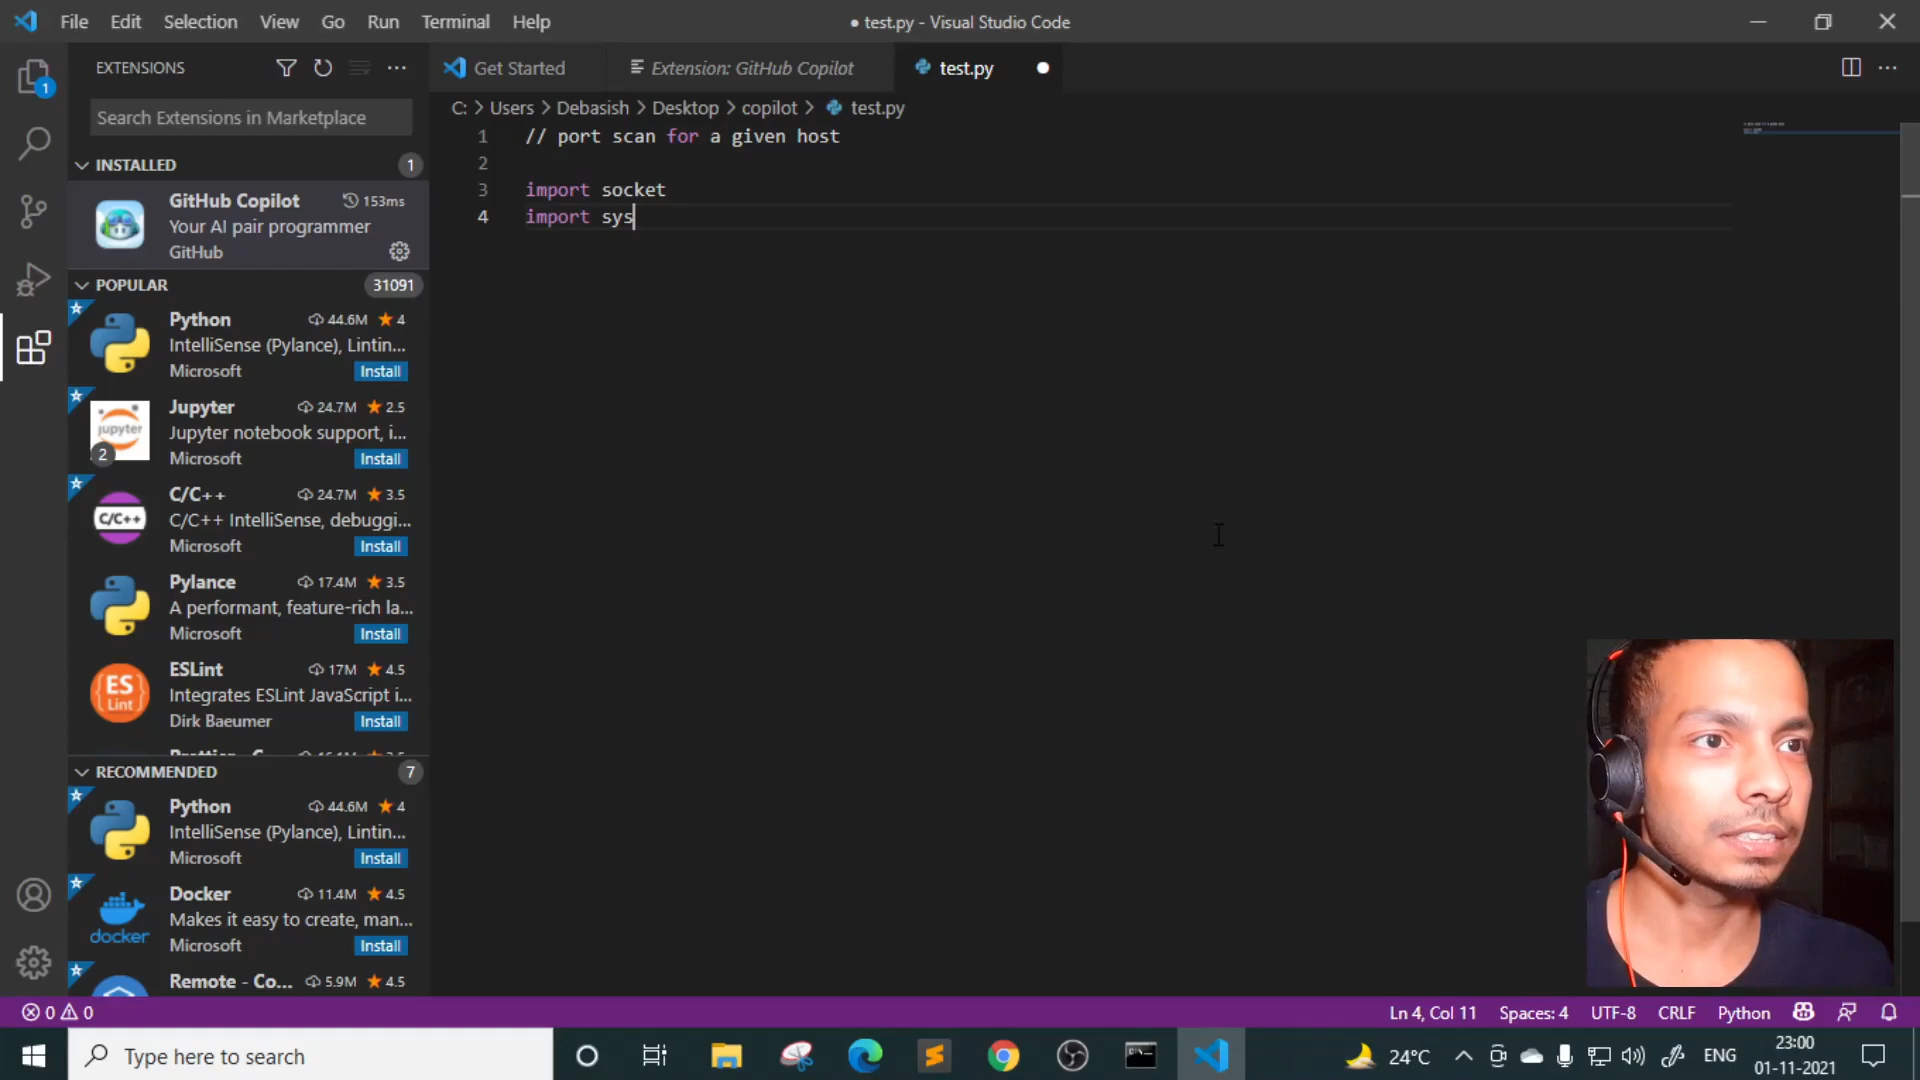 File Edit Selection View Go Run Terminal Help
● test.py - Visual Studio Code
1
EXTENSIONS
Search Extensions in Marketplace
INSTALLED 1
GitHub Copilot 153ms
Your AI pair programmer
GitHub
POPULAR 31091
Python 44.6M ★ 4
IntelliSense (Pylance), Lintin...
Microsoft Install
Jupyter 24.7M ★ 2.5
Jupyter notebook support, i...
Microsoft Install
jupyter
2
C/C++ 24.7M ★ 3.5
C/C++ IntelliSense, debuggi...
Microsoft Install
C/C++
Pylance 17.4M ★ 3.5
A performant, feature-rich la...
Microsoft Install
ESLint 17M ★ 4.5
Integrates ESLint JavaScript i...
Dirk Baeumer Install
ES
Lint
RECOMMENDED 7
Python 44.6M ★ 4
IntelliSense (Pylance), Lintin...
Microsoft Install
Docker 11.4M ★ 4.5
Makes it easy to create, man...
Microsoft Install
docker
Remote - Co... 5.9M ★ 4.5
Get Started Extension: GitHub Copilot test.py
C: > Users > Debasish > Desktop > copilot > test.py
1 // port scan for a given host
2
3 import socket
4 import sys
0 0
Ln 4, Col 11 Spaces: 4 UTF-8 CRLF Python
Type here to search
24°C
ENG
23:00
01-11-2021